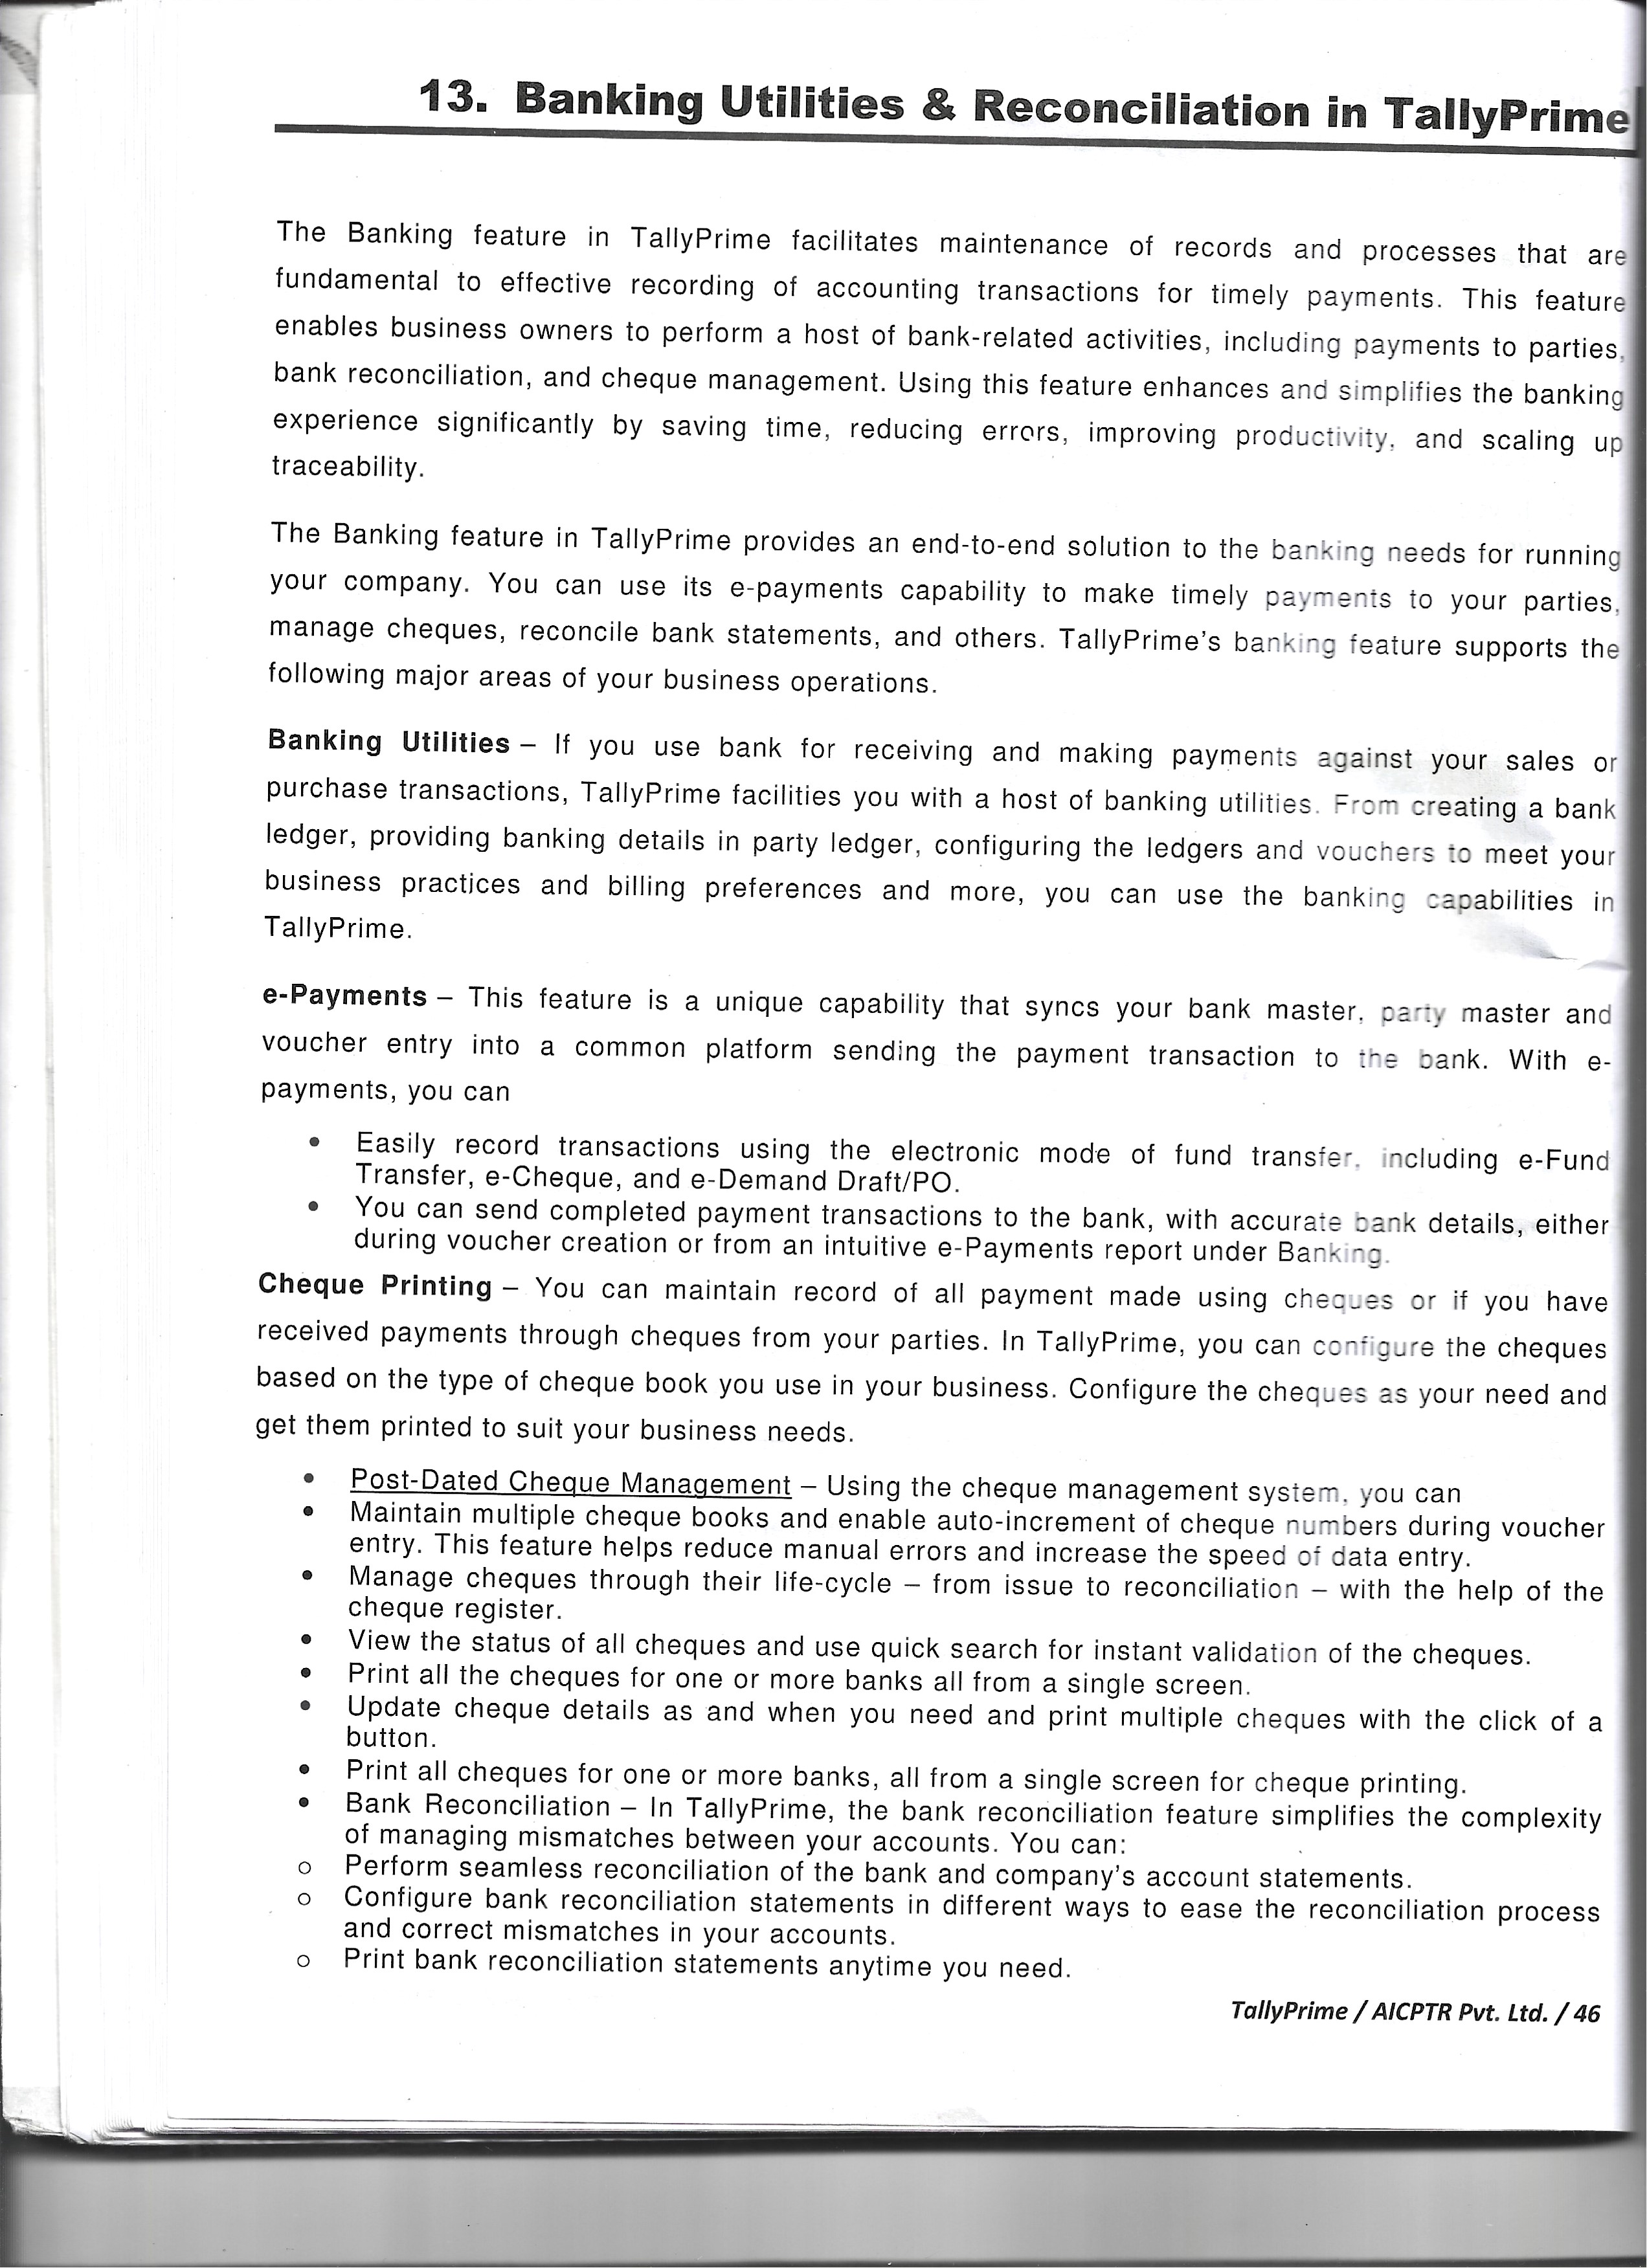 13. Banking Utilities & Reconciliation in TallyPrime
The Banking feature in TallyPrime facilitates maintenance of records and processes that are
fundamental to effective recording of accounting transactions for timely payments. This feature
enables business owners to perform a host of bank-related activities, including payments to parties,
bank reconciliation, and cheque management. Using this feature enhances and simplifies the banking
experience significantly by saving time, reducing errors, improving productivity, and scaling up
traceability.
The Banking feature in TallyPrime provides an end-to-end solution to the banking needs for running
your company. You can use its e-payments capability to make timely payments to your parties,
manage cheques, reconcile bank statements, and others. TallyPrime's banking feature supports the
following major areas of your business operations.
Banking Utilities – If you use bank for receiving and making payments against your sales or
purchase transactions, TallyPrime facilities you with a host of banking utilities. From creating a bank
ledger, providing banking details in party ledger, configuring the ledgers and vouchers to meet your
business practices and billing preferences and more, you can use the banking capabilities in
TallyPrime.
e-Payments – This feature is a unique capability that syncs your bank master, party master and
voucher entry into a common platform sending the payment transaction to the bank. With e-
payments, you can
• Easily record transactions using the electronic mode of fund transfer, including e-Fund
Transfer, e-Cheque, and e-Demand Draft/PO.
• You can send completed payment transactions to the bank, with accurate bank details, either
during voucher creation or from an intuitive e-Payments report under Banking.
Cheque Printing – You can maintain record of all payment made using cheques or if you have
received payments through cheques from your parties. In TallyPrime, you can configure the cheques
based on the type of cheque book you use in your business. Configure the cheques as your need and
get them printed to suit your business needs.
• Post-Dated Cheque Management – Using the cheque management system, you can
• Maintain multiple cheque books and enable auto-increment of cheque numbers during voucher
entry. This feature helps reduce manual errors and increase the speed of data entry.
• Manage cheques through their life-cycle – from issue to reconciliation – with the help of the
cheque register.
• View the status of all cheques and use quick search for instant validation of the cheques.
• Print all the cheques for one or more banks all from a single screen.
• Update cheque details as and when you need and print multiple cheques with the click of a
button.
• Print all cheques for one or more banks, all from a single screen for cheque printing.
• Bank Reconciliation – In TallyPrime, the bank reconciliation feature simplifies the complexity
of managing mismatches between your accounts. You can:
o Perform seamless reconciliation of the bank and company's account statements.
o Configure bank reconciliation statements in different ways to ease the reconciliation process
and correct mismatches in your accounts.
o Print bank reconciliation statements anytime you need.
TallyPrime / AICPTR Pvt. Ltd. / 46